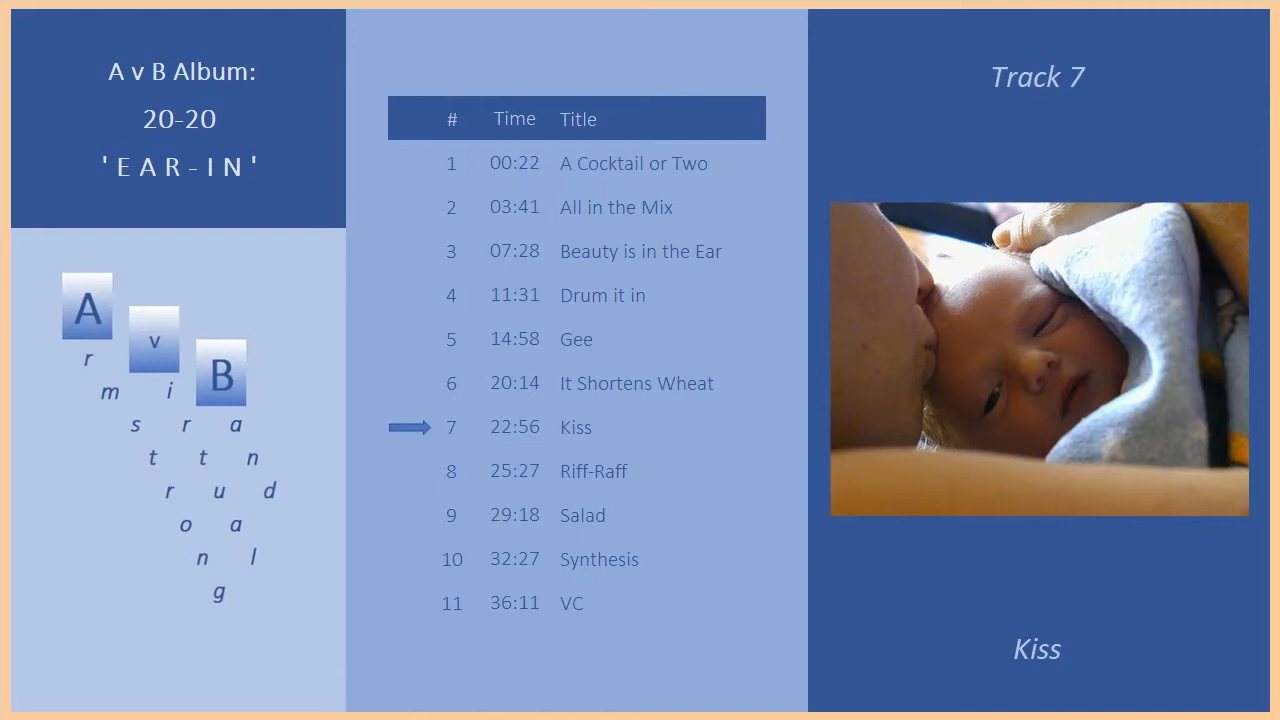 A v B Album:
20-20
'EAR-IN'
A
v
B
r
m i
s r a
t t n
r u d
o a
n l
g
# Time Title
1 00:22 A Cocktail or Two
2 03:41 All in the Mix
3 07:28 Beauty is in the Ear
4 11:31 Drum it in
5 14:58 Gee
6 20:14 It Shortens Wheat
7 22:56 Kiss
8 25:27 Riff-Raff
9 29:18 Salad
10 32:27 Synthesis
11 36:11 VC
Track 7
Kiss